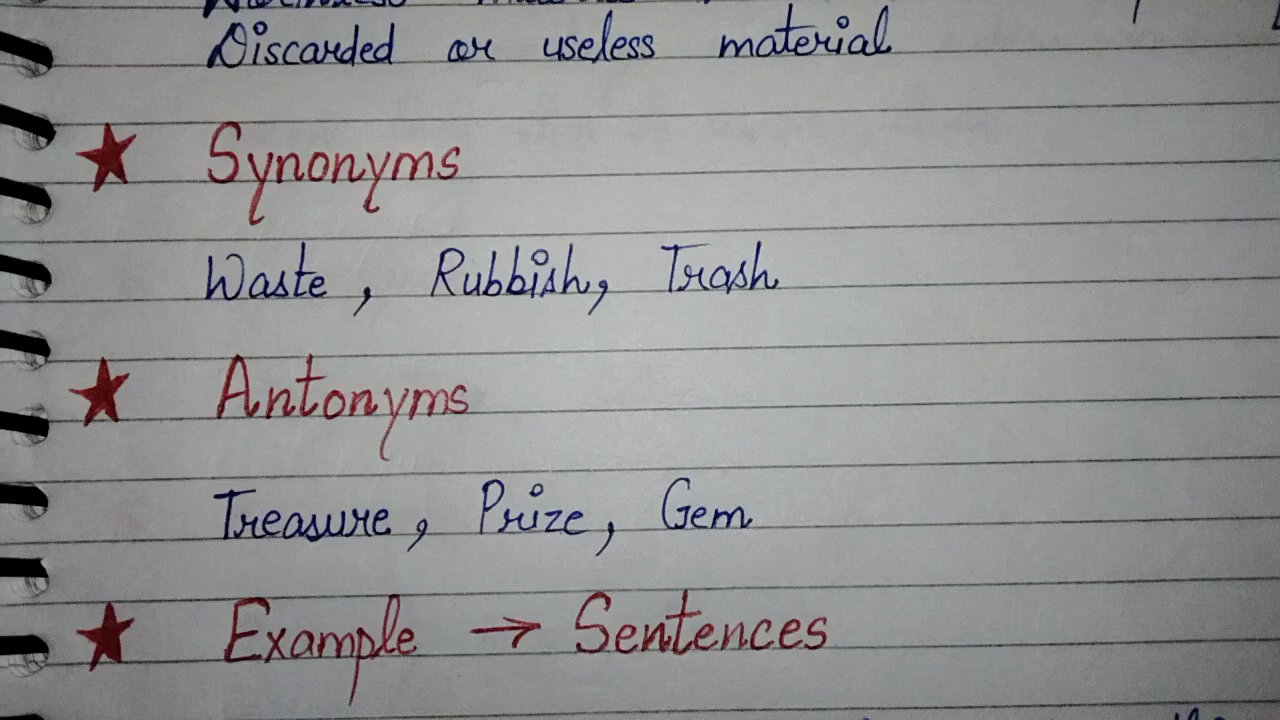 Discarded or useless material
★ Synonyms
Waste, Rubbish, Trash
★ Antonyms
Treasure, Prize, Gem
★ Example → Sentences